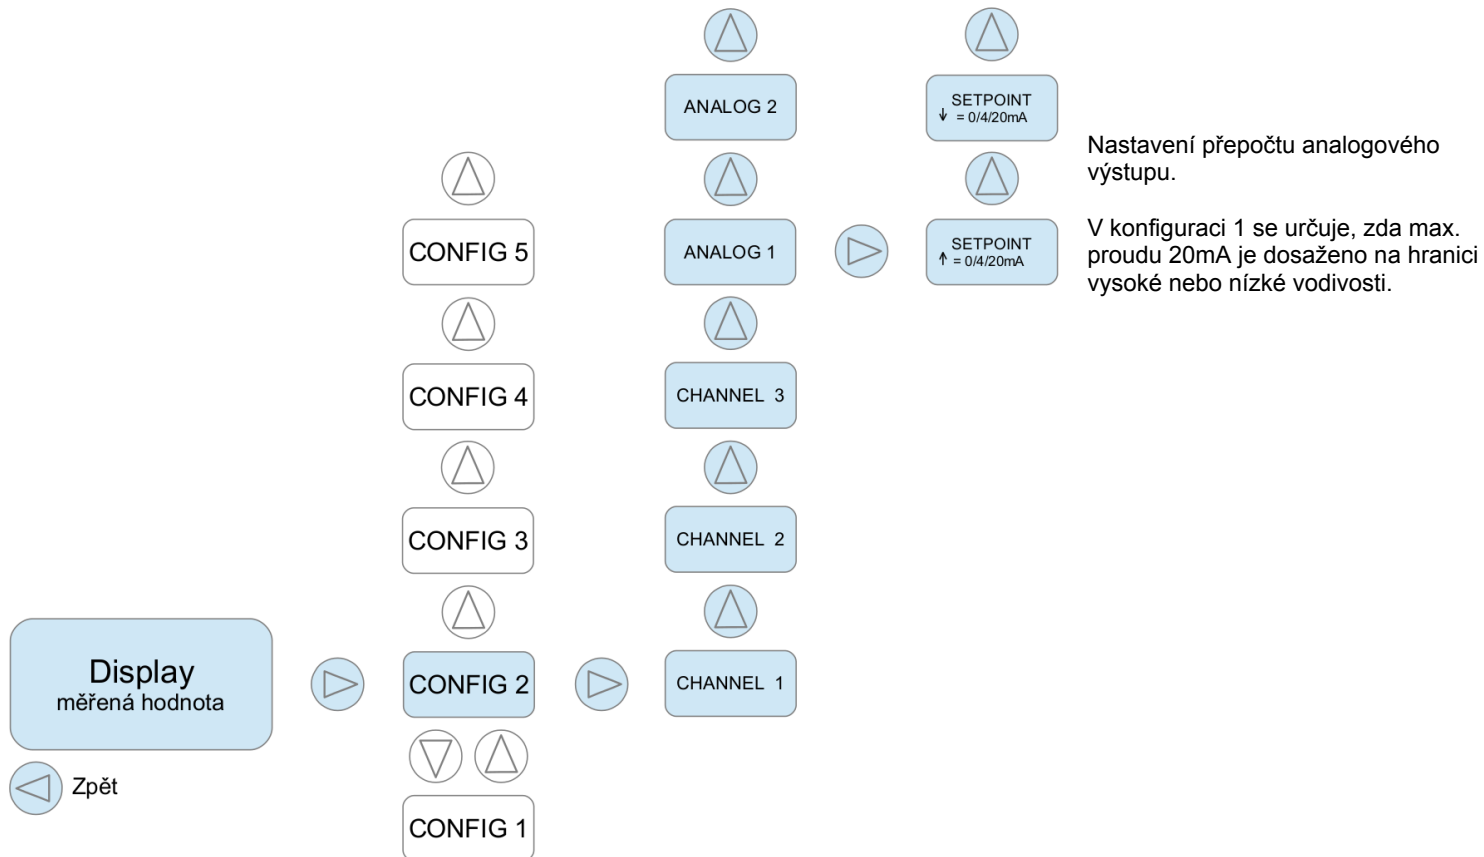 ANALOG 2
SETPOINT
↓ = 0/4/20mA
Nastavení přepočtu analogového
výstupu.
CONFIG 5
ANALOG 1
SETPOINT
↑ = 0/4/20mA
V konfiguraci 1 se určuje, zda max.
proudu 20mA je dosaženo na hranici
vysoké nebo nízké vodivosti.
CONFIG 4
CHANNEL 3
CONFIG 3
CHANNEL 2
Display
měřená hodnota
CONFIG 2
CHANNEL 1
Zpět
CONFIG 1